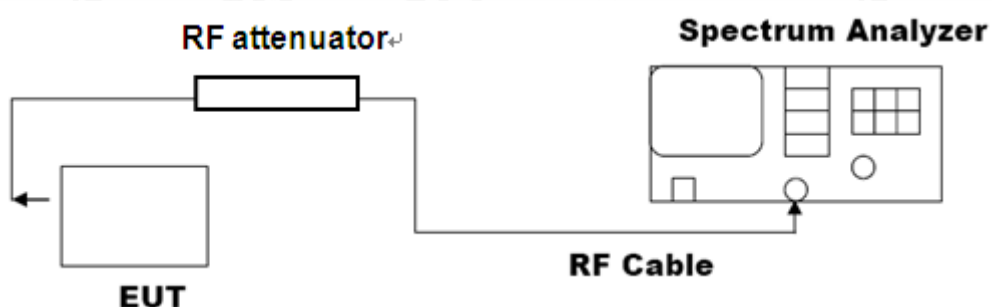 RF attenuator↵
Spectrum Analyzer
RF Cable
EUT